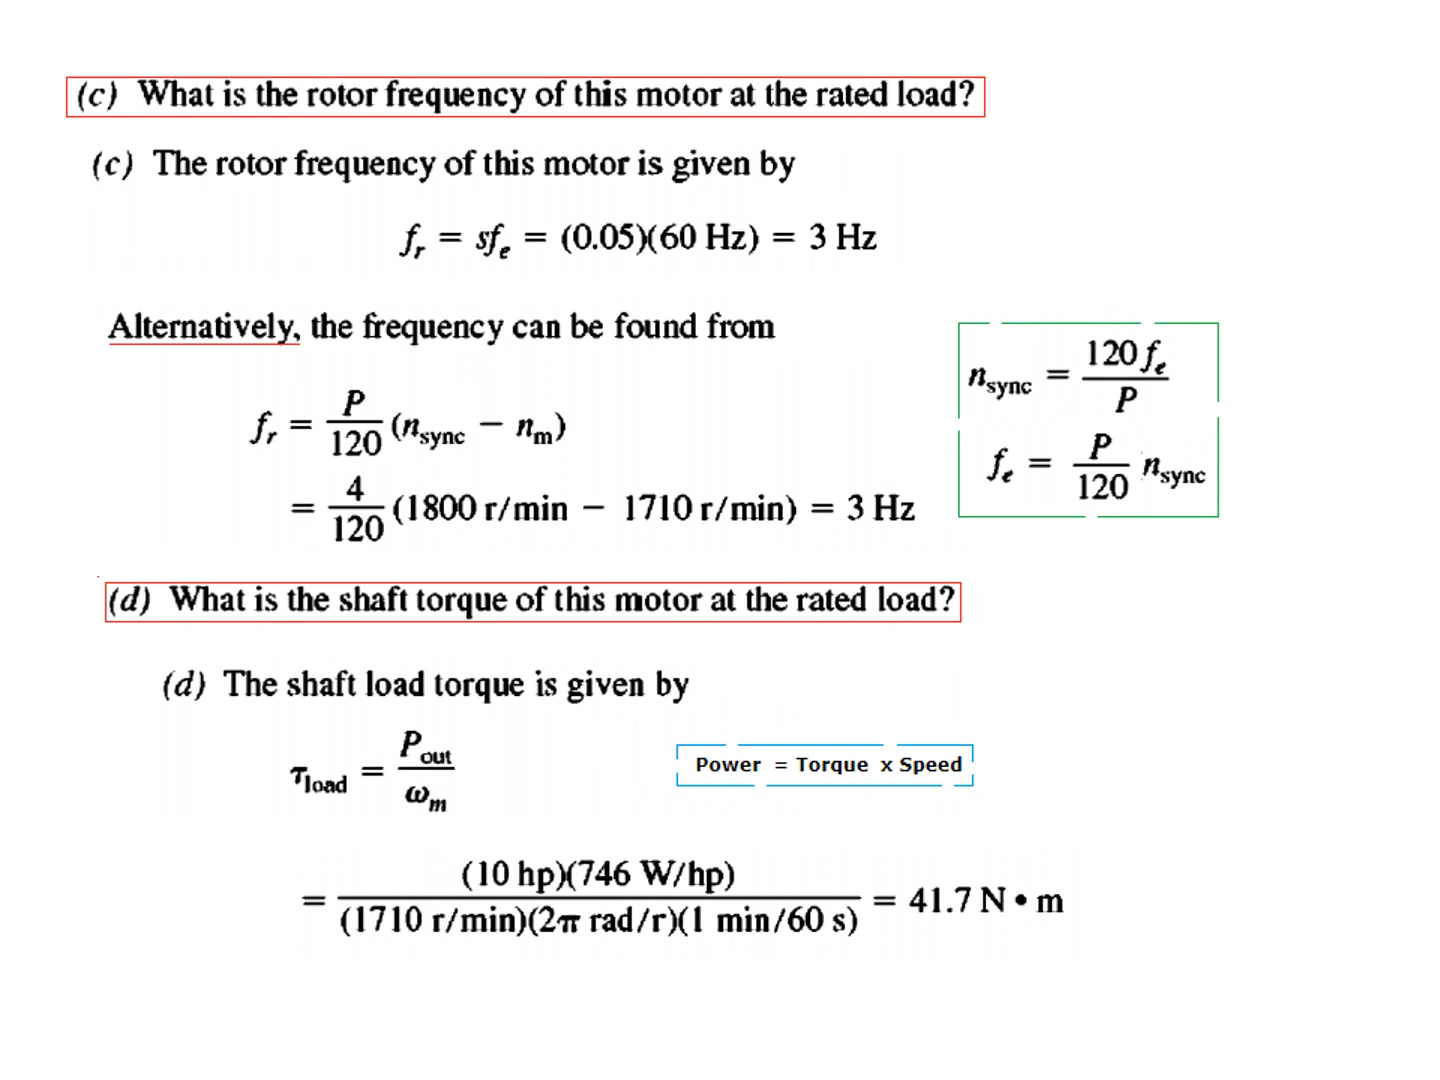 (c) What is the rotor frequency of this motor at the rated load?
(c) The rotor frequency of this motor is given by
f_r = sf_e = (0.05)(60 Hz) = 3 Hz
Alternatively, the frequency can be found from
f_r = P/120 (n_sync − n_m)
= 4/120 (1800 r/min − 1710 r/min) = 3 Hz
n_sync = 120 f_e / P
f_e = P/120 n_sync
(d) What is the shaft torque of this motor at the rated load?
(d) The shaft load torque is given by
τ_load = P_out / ω_m
Power = Torque x Speed
= (10 hp)(746 W/hp) / (1710 r/min)(2π rad/r)(1 min/60 s) = 41.7 N • m